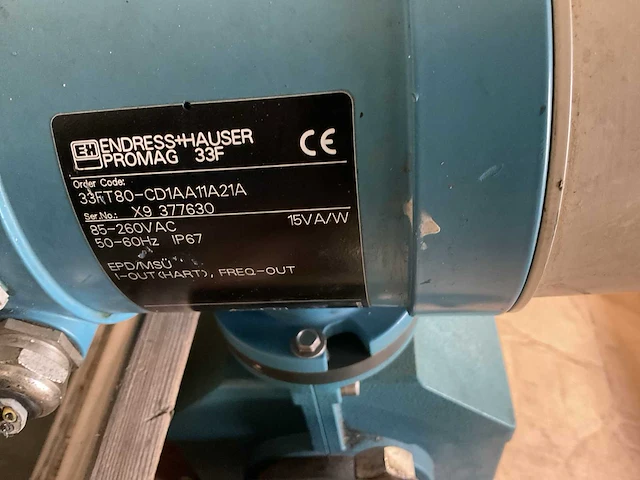 E+H ENDRESS+HAUSER
PROMAG 33F
CE
Order Code:
33FT80-CD1AA11A21A
Ser.No.: X9 377630
85-260VAC 15VA/W
50-60Hz IP67
EPD/MSÜ
I-OUT(HART), FREQ-OUT